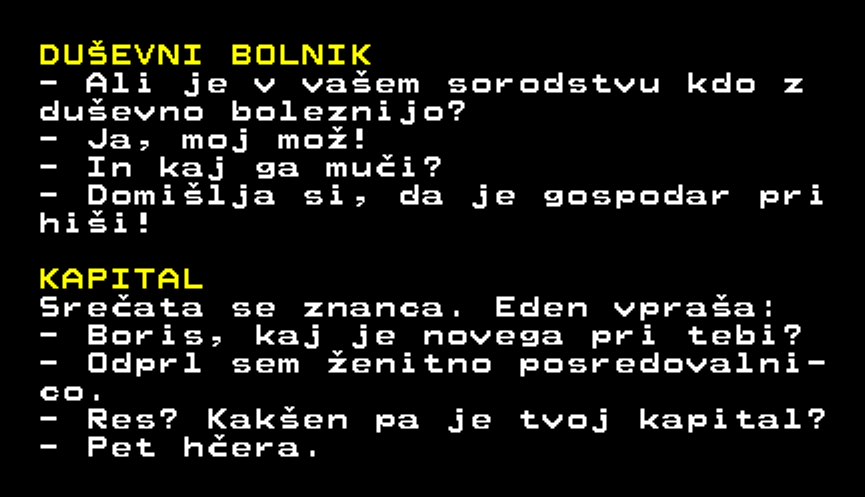 DUŠEVNI BOLNIK
- Ali je v vašem sorodstvu kdo z
duševno boleznijo?
- Ja, moj mož!
- In kaj ga muči?
- Domišlja si, da je gospodar pri
hiši!
KAPITAL
Srečata se znanca. Eden vpraša:
- Boris, kaj je novega pri tebi?
- Odprl sem ženitno posredovalni-
co.
- Res? Kakšen pa je tvoj kapital?
- Pet hčera.